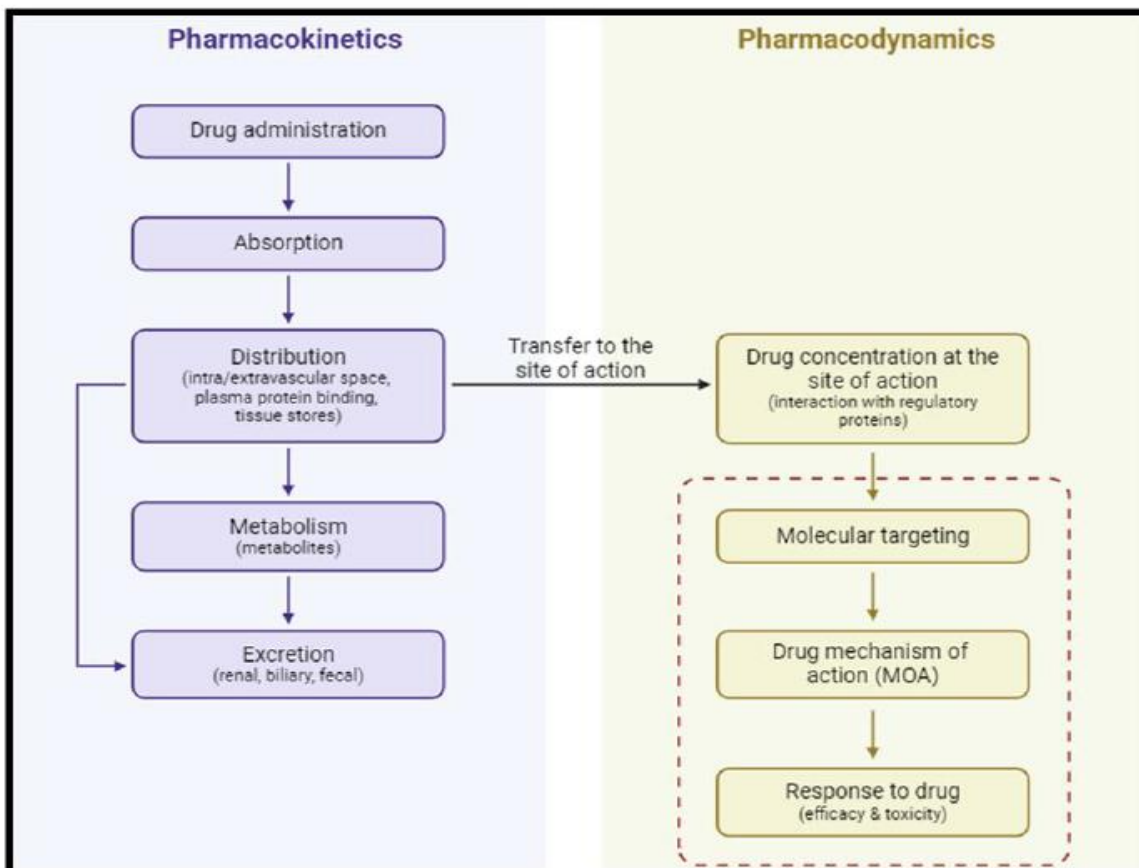 Pharmacokinetics
Drug administration
Absorption
Distribution
(intra/extravascular space,
plasma protein binding,
tissue stores)
Metabolism
(metabolites)
Excretion
(renal, biliary, fecal)
Transfer to the
site of action
Pharmacodynamics
Drug concentration at the
site of action
(interaction with regulatory
proteins)
Molecular targeting
Drug mechanism of
action (MOA)
Response to drug
(efficacy & toxicity)